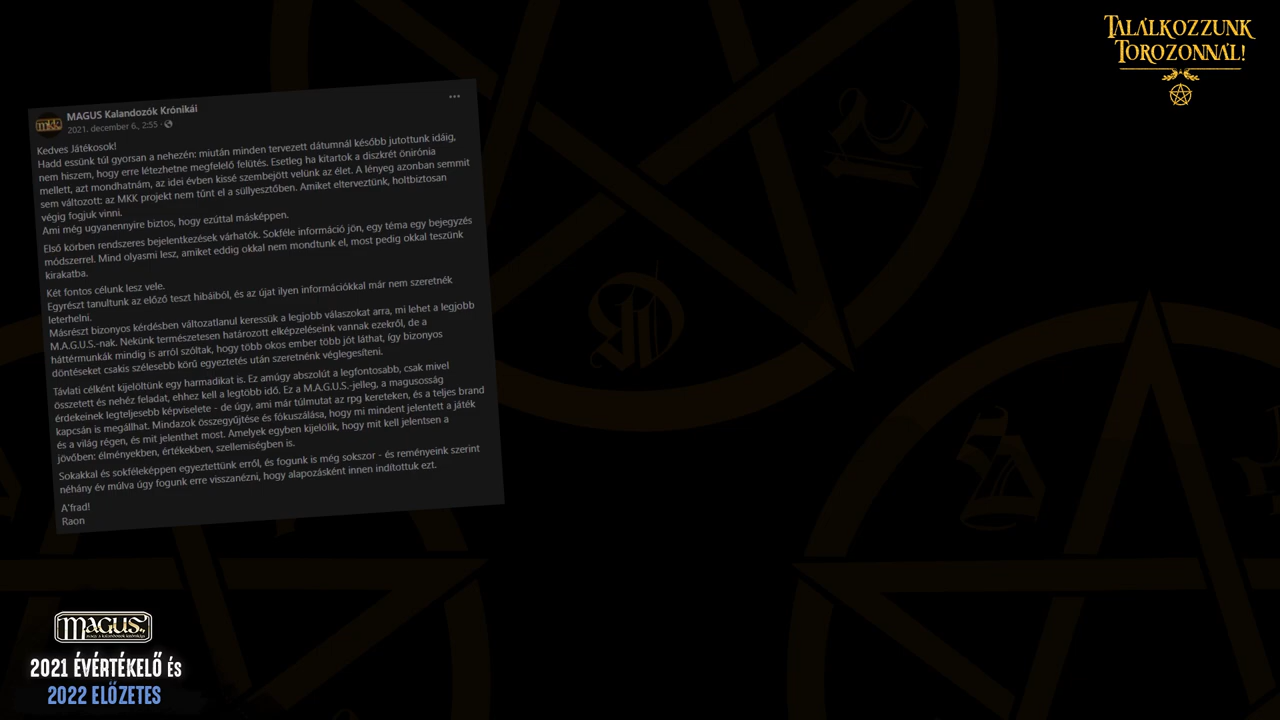 TALÁLKOZZUNK
TOROZONNÁL!
MAGUS Kalandozók Krónikái
2021. december 6., 2:55 ·
Kedves Játékosok!
Hadd essünk túl gyorsan a nehezén: miután minden tervezett dátumnál később jutottunk idáig,
nem hiszem, hogy erre létezhetne megfelelő felütés. Esetleg ha kitartok a diszkrét önirónia
mellett, azt mondhatnám, az idei évben kissé szembejött velünk az élet. A lényeg azonban semmit
sem változott: az MKK projekt nem tűnt el a süllyesztőben. Amiket elterveztünk, holtbiztosan
végig fogjuk vinni.
Ami még ugyanennyire biztos, hogy ezúttal másképpen.
Első körben rendszeres bejelentkezések várhatók. Sokféle információ jön, egy téma egy bejegyzés
módszerrel. Mind olyasmi lesz, amiket eddig okkal nem mondtunk el, most pedig okkal teszünk
kirakatba.
Két fontos célunk lesz vele.
Egyrészt tanultunk az előző teszt hibáiból, és az újat ilyen információkkal már nem szeretnék
leterhelni.
Másrészt bizonyos kérdésben változatlanul keressük a legjobb válaszokat arra, mi lehet a legjobb
M.A.G.U.S.-nak. Nekünk természetesen határozott elképzeléseink vannak ezekről, de a
háttérmunkák mindig is arról szóltak, hogy több okos ember több jót láthat, így bizonyos
döntéseket csakis szélesebb körű egyeztetés után szeretnénk véglegesíteni.
Távlati célként kijelöltünk egy harmadikat is. Ez amúgy abszolút a legfontosabb, csak mivel
összetett és nehéz feladat, ehhez kell a legtöbb idő. Ez a M.A.G.U.S.-jelleg, a magusosság
érdekeinek legteljesebb képviselete - de úgy, ami már túlmutat az rpg kereteken, és a teljes brand
kapcsán is megállhat. Mindazok összegyűjtése és fókuszálása, hogy mi mindent jelentett a játék
és a világ régen, és mit jelenthet most. Amelyek egyben kijelölik, hogy mit kell jelentsen a
jövőben: élményekben, értékekben, szellemiségben is.
Sokakkal és sokféleképpen egyeztettünk erről, és fogunk is még sokszor - és reményeink szerint
néhány év múlva úgy fogunk erre visszanézni, hogy alapozásként innen indítottuk ezt.
A'frad!
Raon
MAGUS
2021 ÉVÉRTÉKELŐ ÉS
2022 ELŐZETES